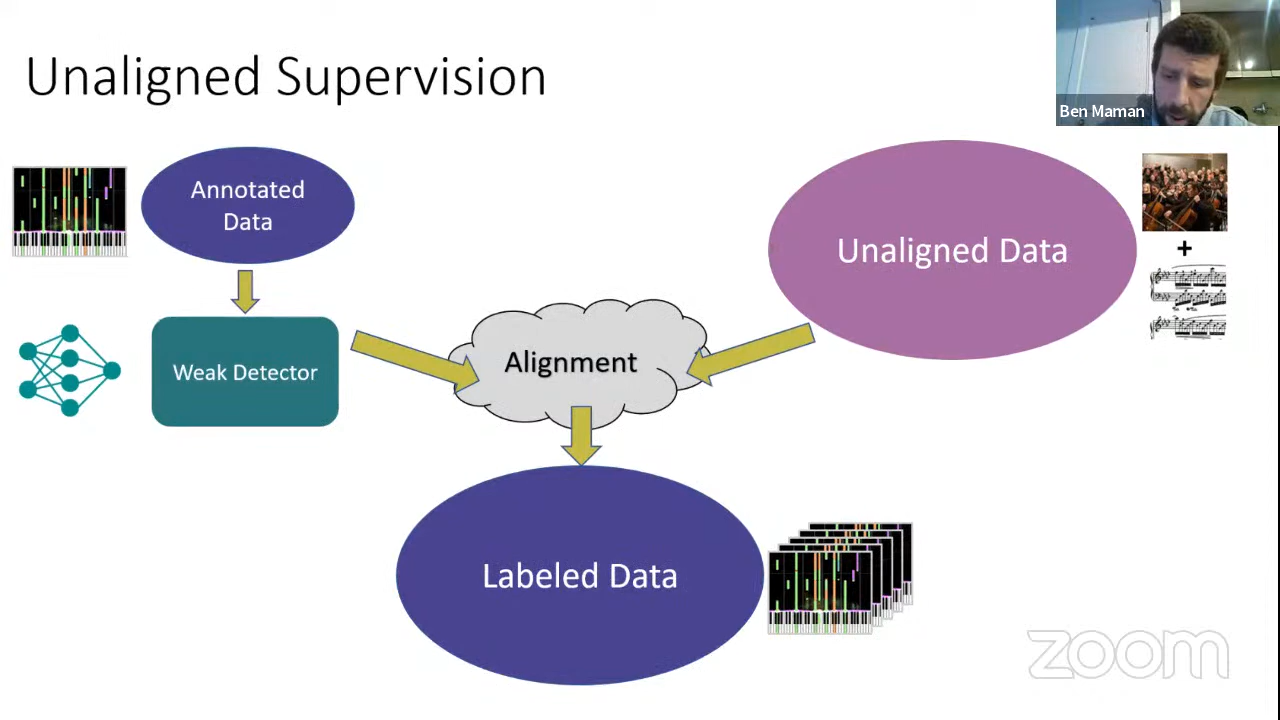 Unaligned Supervision
Ben Maman
Annotated
Data
Unaligned Data
+
Weak Detector
Alignment
Labeled Data
zoom